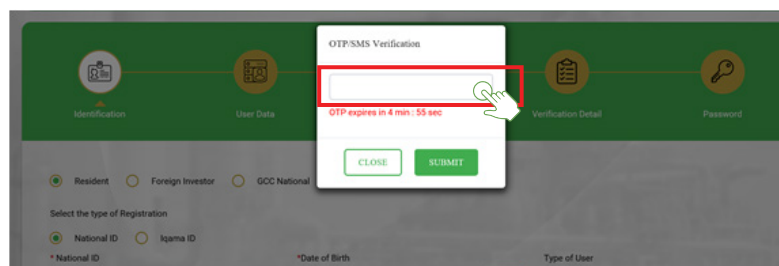 OTP/SMS Verification
OTP expires in 4 min : 55 sec
CLOSE SUBMIT
Identification User Data Verification Detail Password
Resident Foreign Investor GCC National
Select the type of Registration
National ID Iqama ID
* National ID *Date of Birth Type of User